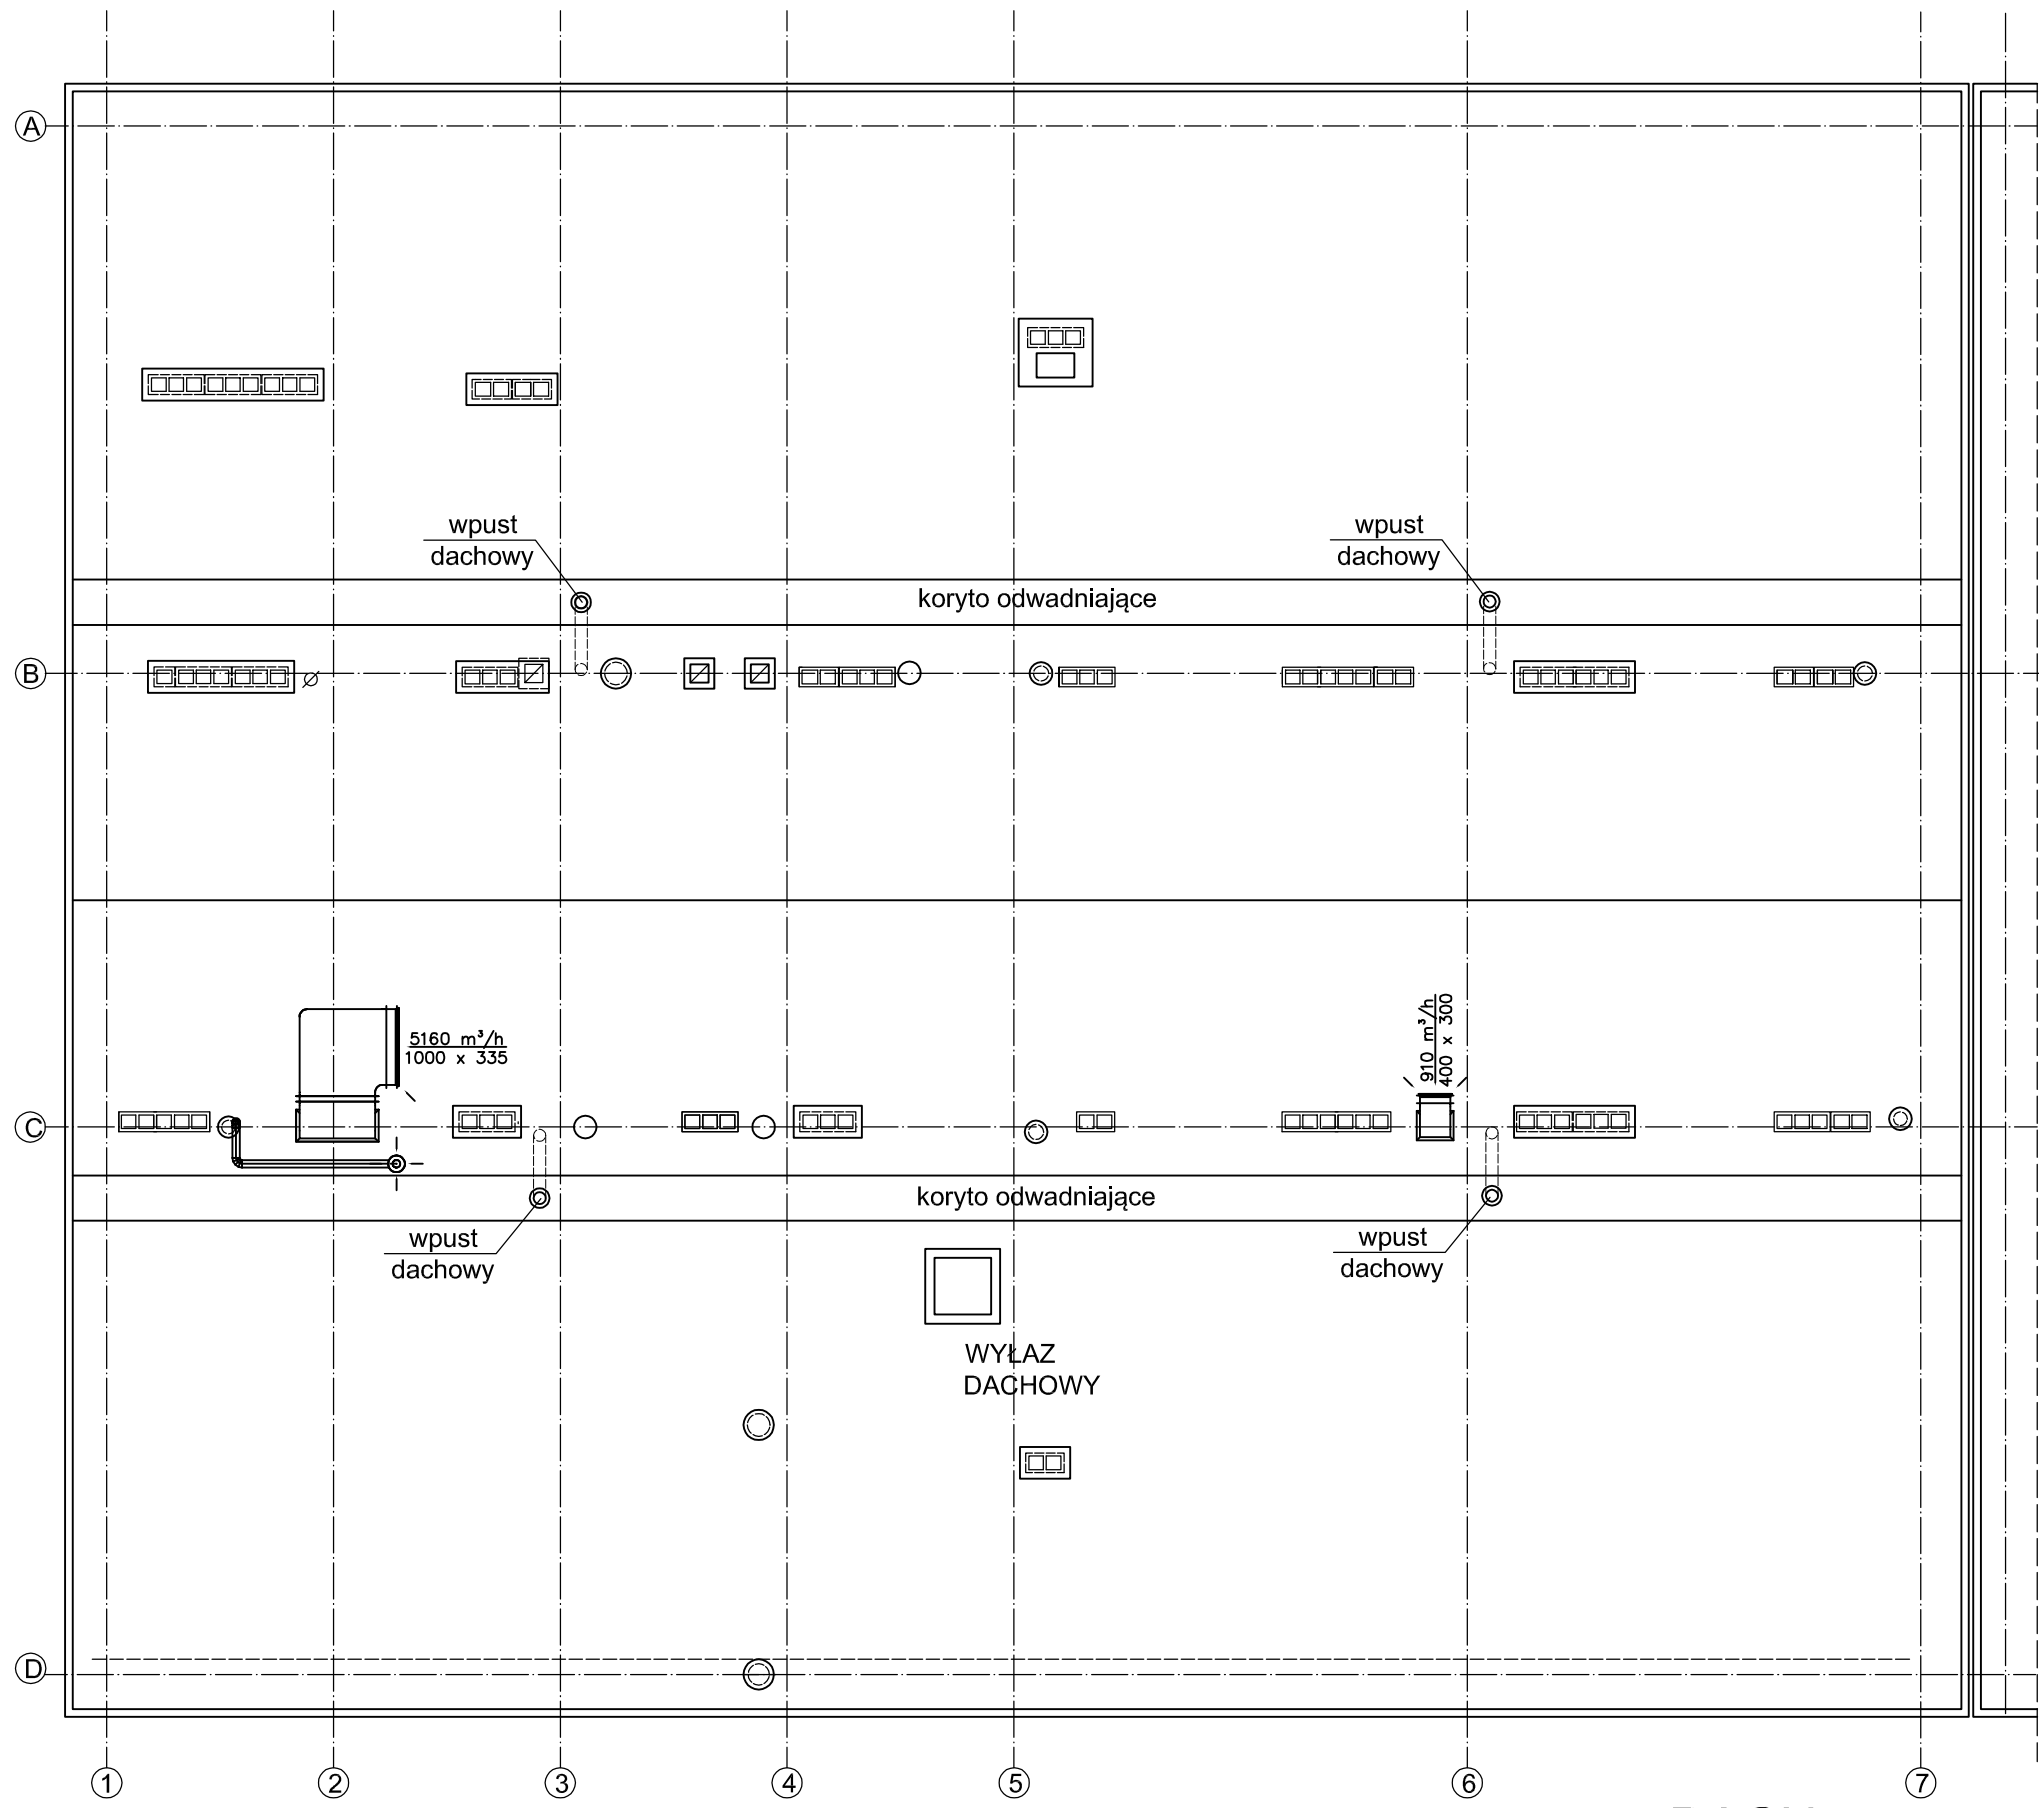 A
wpust
dachowy
wpust
dachowy
koryto odwadniające
B
5160 m³/h
1000 x 335
910 m³/h
400 x 300
C
koryto odwadniające
wpust
dachowy
wpust
dachowy
WYŁAZ
DACHOWY
D
1 2 3 4 5 6 7